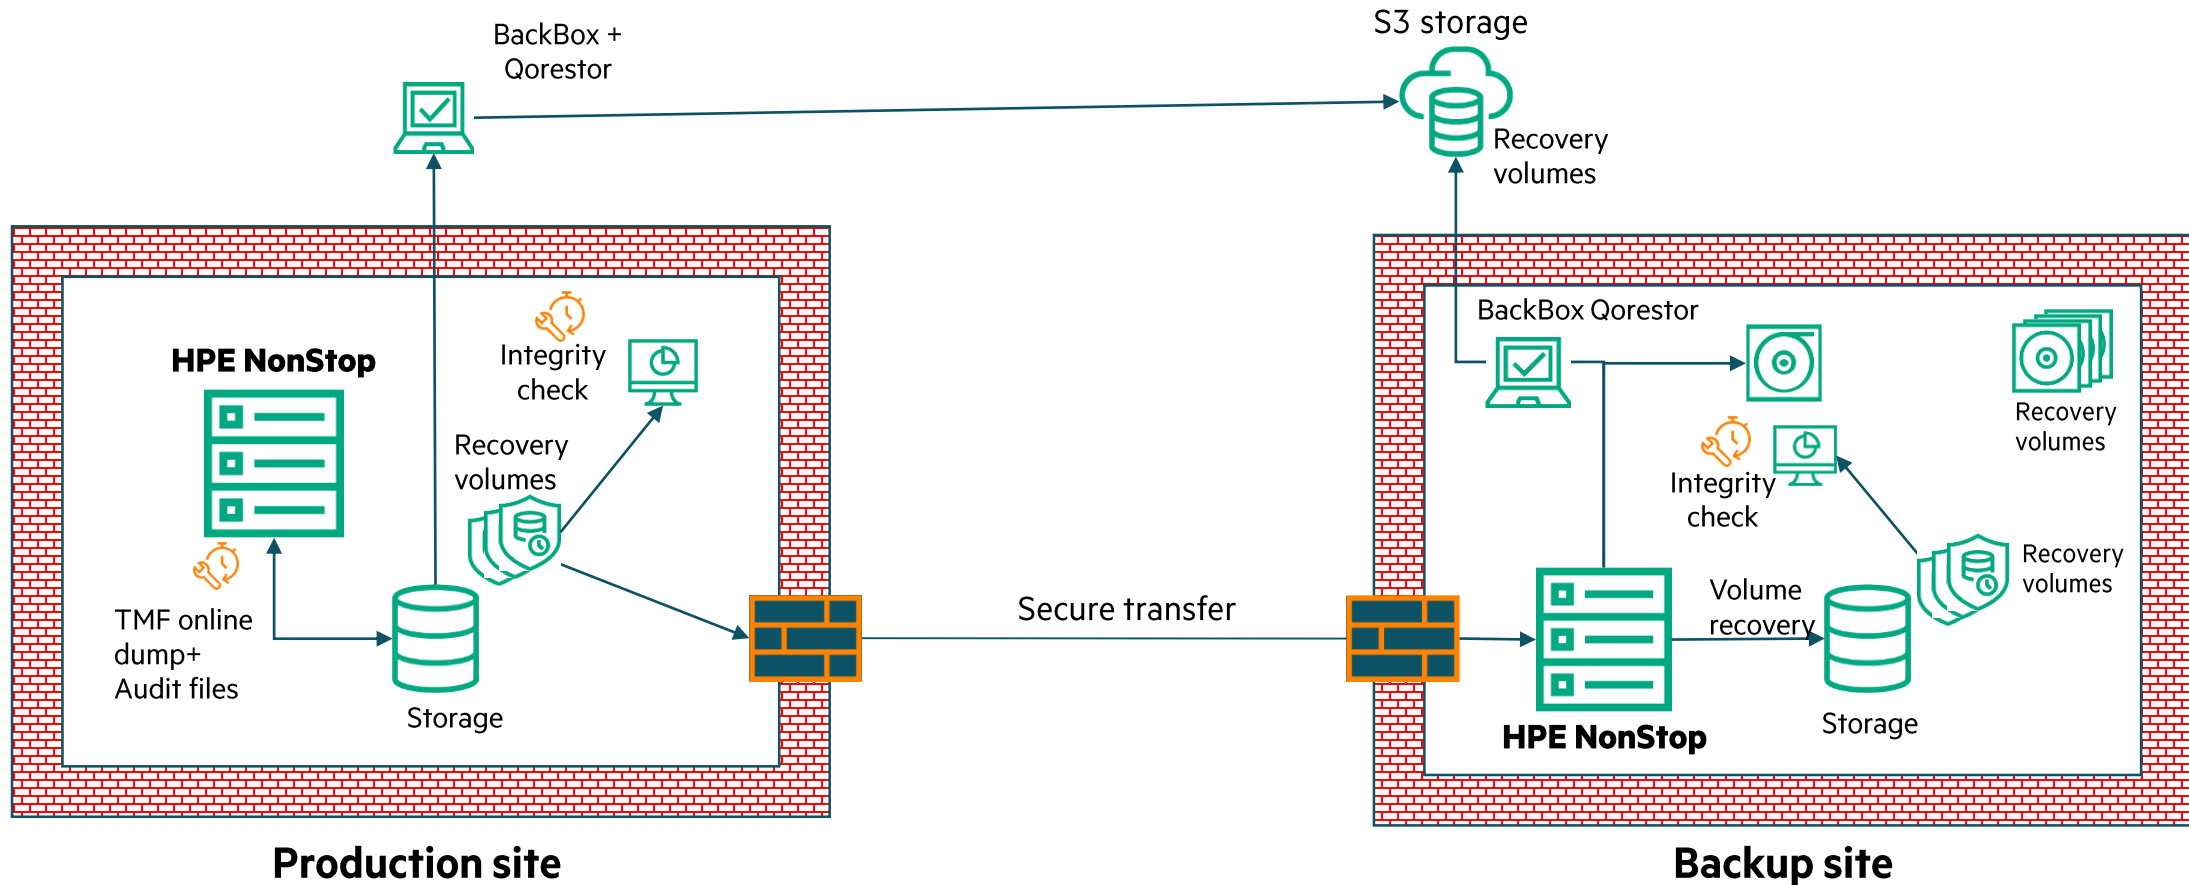 BackBox +
Qorestor
S3 storage
Recovery
volumes
HPE NonStop
Integrity
check
Recovery
volumes
TMF online
dump+
Audit files
Storage
Secure transfer
BackBox Qorestor
Recovery
volumes
Integrity
check
Recovery
volumes
Volume
recovery
HPE NonStop
Storage
Production site
Backup site